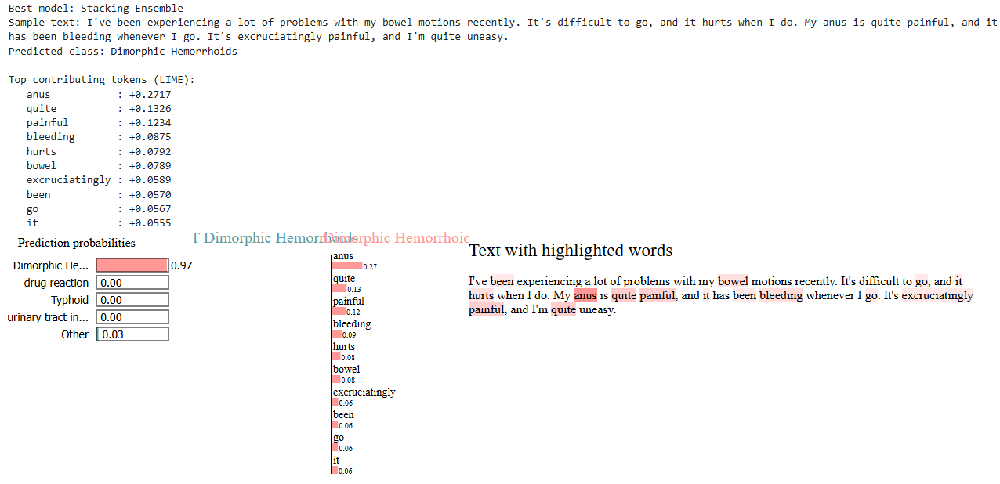 Best model: Stacking Ensemble
Sample text: I've been experiencing a lot of problems with my bowel motions recently. It's difficult to go, and it hurts when I do. My anus is quite painful, and it
has been bleeding whenever I go. It's excruciatingly painful, and I'm quite uneasy.
Predicted class: Dimorphic Hemorrhoids
Top contributing tokens (LIME):
anus : +0.2717
quite : +0.1326
painful : +0.1234
bleeding : +0.0875
hurts : +0.0792
bowel : +0.0789
excruciatingly : +0.0589
been : +0.0570
go : +0.0567
it : +0.0555
Prediction probabilities
Dimorphic He... 0.97
drug reaction 0.00
Typhoid 0.00
urinary tract in... 0.00
Other 0.03
Dimorphic Hemorrhoids
Dimorphic Hemorrhoi
anus
0.27
quite
0.13
painful
0.12
bleeding
0.09
hurts
0.08
bowel
0.08
excruciatingly
0.06
been
0.06
go
0.06
it
0.06
Text with highlighted words
I've been experiencing a lot of problems with my bowel motions recently. It's difficult to go, and it
hurts when I do. My anus is quite painful, and it has been bleeding whenever I go. It's excruciatingly
painful, and I'm quite uneasy.